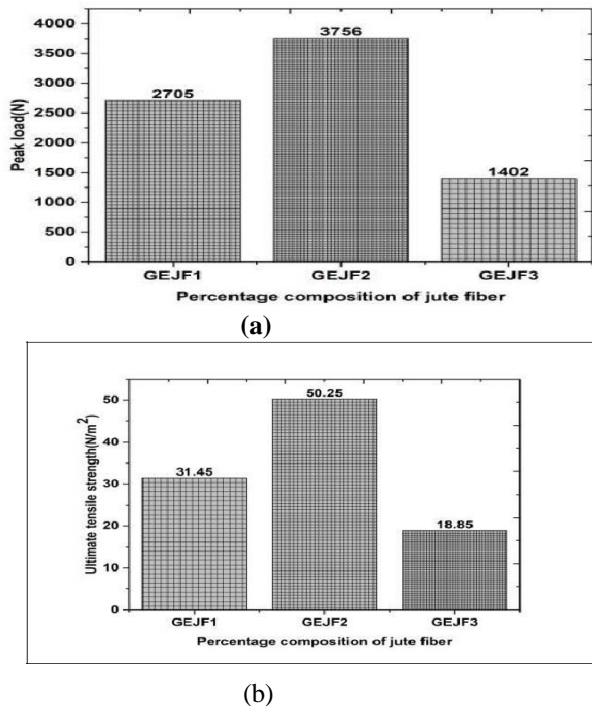 4000
3500
3000
2500
2000
1500
1000
500
0
Peak load(N)
2705
3756
1402
GEJF1 GEJF2 GEJF3
Percentage composition of jute fiber
(a)
50
40
30
20
10
0
Ultimate tensile strength(N/m²)
31.45
50.25
18.85
GEJF1 GEJF2 GEJF3
Percentage composition of jute fiber
(b)